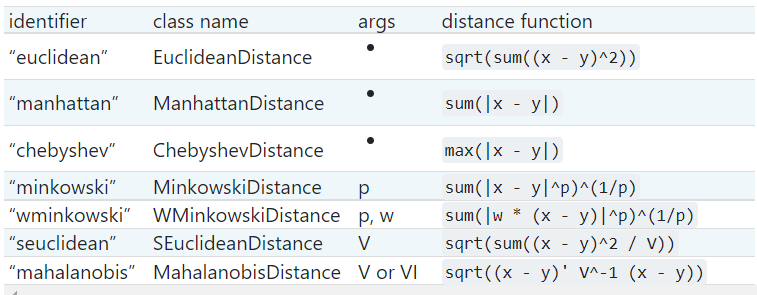 identifier class name args distance function
“euclidean” EuclideanDistance • sqrt(sum((x - y)^2))
“manhattan” ManhattanDistance • sum(|x - y|)
“chebyshev” ChebyshevDistance • max(|x - y|)
“minkowski” MinkowskiDistance p sum(|x - y|^p)^(1/p)
“wminkowski” WMinkowskiDistance p, w sum(|w * (x - y)|^p)^(1/p)
“seuclidean” SEuclideanDistance V sqrt(sum((x - y)^2 / V))
“mahalanobis” MahalanobisDistance V or VI sqrt((x - y)' V^-1 (x - y))